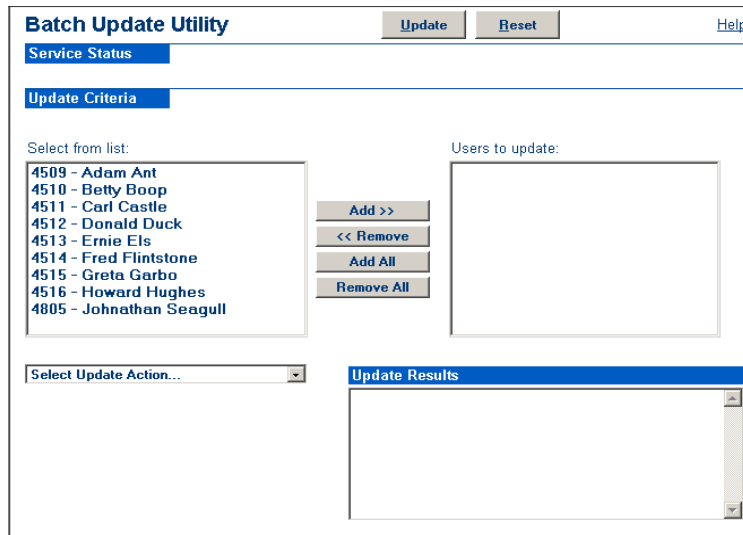 Batch Update Utility
Update
Reset
Help
Service Status
Update Criteria
Select from list:
Users to update:
4509 - Adam Ant
4510 - Betty Boop
4511 - Carl Castle
4512 - Donald Duck
4513 - Ernie Els
4514 - Fred Flintstone
4515 - Greta Garbo
4516 - Howard Hughes
4805 - Johnathan Seagull
Add >>
<< Remove
Add All
Remove All
Select Update Action...
Update Results